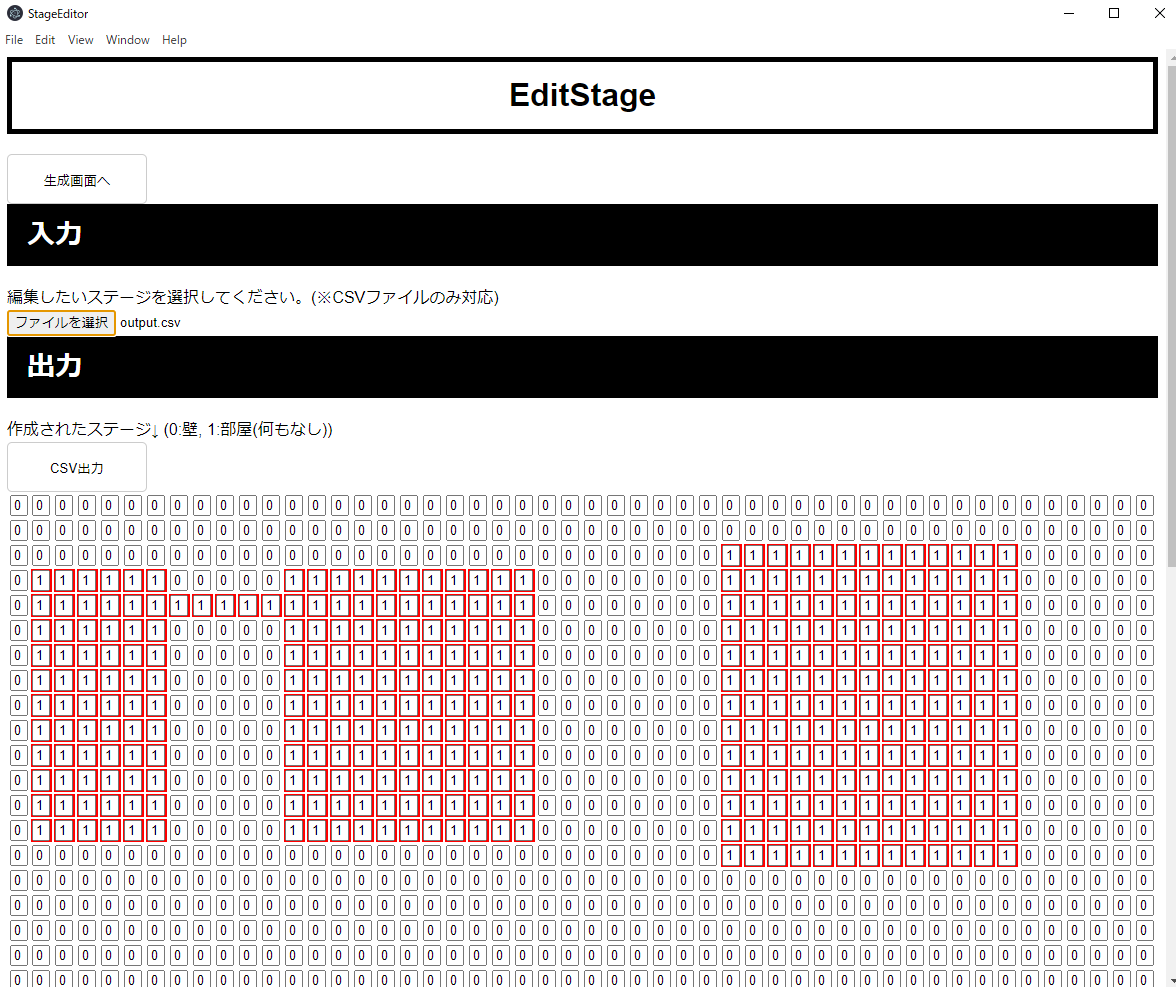 StageEditor
File Edit View Window Help
EditStage
生成画面へ
入力
編集したいステージを選択してください。(※CSVファイルのみ対応)
ファイルを選択 output.csv
出力
作成されたステージ↓ (0:壁, 1:部屋(何もなし))
CSV出力
0 0 0 0 0 0 0 0 0 0 0 0 0 0 0 0 0 0 0 0 0 0 0 0 0 0 0 0 0 0 0 0 0 0 0 0 0 0 0 0 0 0 0 0 0 0 0 0 0 0
0 0 0 0 0 0 0 0 0 0 0 0 0 0 0 0 0 0 0 0 0 0 0 0 0 0 0 0 0 0 0 0 0 0 0 0 0 0 0 0 0 0 0 0 0 0 0 0 0 0
0 0 0 0 0 0 0 0 0 0 0 0 0 0 0 0 0 0 0 0 0 0 0 0 0 0 0 0 0 0 0 1 1 1 1 1 1 1 1 1 1 1 1 1 0 0 0 0 0 0
0 1 1 1 1 1 1 0 0 0 0 0 1 1 1 1 1 1 1 1 1 1 1 0 0 0 0 0 0 0 0 1 1 1 1 1 1 1 1 1 1 1 1 1 0 0 0 0 0 0
0 1 1 1 1 1 1 1 1 1 1 1 1 1 1 1 1 1 1 1 1 1 1 0 0 0 0 0 0 0 0 1 1 1 1 1 1 1 1 1 1 1 1 1 0 0 0 0 0 0
0 1 1 1 1 1 1 0 0 0 0 0 1 1 1 1 1 1 1 1 1 1 1 0 0 0 0 0 0 0 0 1 1 1 1 1 1 1 1 1 1 1 1 1 0 0 0 0 0 0
0 1 1 1 1 1 1 0 0 0 0 0 1 1 1 1 1 1 1 1 1 1 1 0 0 0 0 0 0 0 0 1 1 1 1 1 1 1 1 1 1 1 1 1 0 0 0 0 0 0
0 1 1 1 1 1 1 0 0 0 0 0 1 1 1 1 1 1 1 1 1 1 1 0 0 0 0 0 0 0 0 1 1 1 1 1 1 1 1 1 1 1 1 1 0 0 0 0 0 0
0 1 1 1 1 1 1 0 0 0 0 0 1 1 1 1 1 1 1 1 1 1 1 0 0 0 0 0 0 0 0 1 1 1 1 1 1 1 1 1 1 1 1 1 0 0 0 0 0 0
0 1 1 1 1 1 1 0 0 0 0 0 1 1 1 1 1 1 1 1 1 1 1 0 0 0 0 0 0 0 0 1 1 1 1 1 1 1 1 1 1 1 1 1 0 0 0 0 0 0
0 1 1 1 1 1 1 0 0 0 0 0 1 1 1 1 1 1 1 1 1 1 1 0 0 0 0 0 0 0 0 1 1 1 1 1 1 1 1 1 1 1 1 1 0 0 0 0 0 0
0 1 1 1 1 1 1 0 0 0 0 0 1 1 1 1 1 1 1 1 1 1 1 0 0 0 0 0 0 0 0 1 1 1 1 1 1 1 1 1 1 1 1 1 0 0 0 0 0 0
0 1 1 1 1 1 1 0 0 0 0 0 1 1 1 1 1 1 1 1 1 1 1 0 0 0 0 0 0 0 0 1 1 1 1 1 1 1 1 1 1 1 1 1 0 0 0 0 0 0
0 1 1 1 1 1 1 0 0 0 0 0 1 1 1 1 1 1 1 1 1 1 1 0 0 0 0 0 0 0 0 1 1 1 1 1 1 1 1 1 1 1 1 1 0 0 0 0 0 0
0 0 0 0 0 0 0 0 0 0 0 0 0 0 0 0 0 0 0 0 0 0 0 0 0 0 0 0 0 0 0 1 1 1 1 1 1 1 1 1 1 1 1 1 0 0 0 0 0 0
0 0 0 0 0 0 0 0 0 0 0 0 0 0 0 0 0 0 0 0 0 0 0 0 0 0 0 0 0 0 0 0 0 0 0 0 0 0 0 0 0 0 0 0 0 0 0 0 0 0
0 0 0 0 0 0 0 0 0 0 0 0 0 0 0 0 0 0 0 0 0 0 0 0 0 0 0 0 0 0 0 0 0 0 0 0 0 0 0 0 0 0 0 0 0 0 0 0 0 0
0 0 0 0 0 0 0 0 0 0 0 0 0 0 0 0 0 0 0 0 0 0 0 0 0 0 0 0 0 0 0 0 0 0 0 0 0 0 0 0 0 0 0 0 0 0 0 0 0 0
0 0 0 0 0 0 0 0 0 0 0 0 0 0 0 0 0 0 0 0 0 0 0 0 0 0 0 0 0 0 0 0 0 0 0 0 0 0 0 0 0 0 0 0 0 0 0 0 0 0
0 0 0 0 0 0 0 0 0 0 0 0 0 0 0 0 0 0 0 0 0 0 0 0 0 0 0 0 0 0 0 0 0 0 0 0 0 0 0 0 0 0 0 0 0 0 0 0 0 0